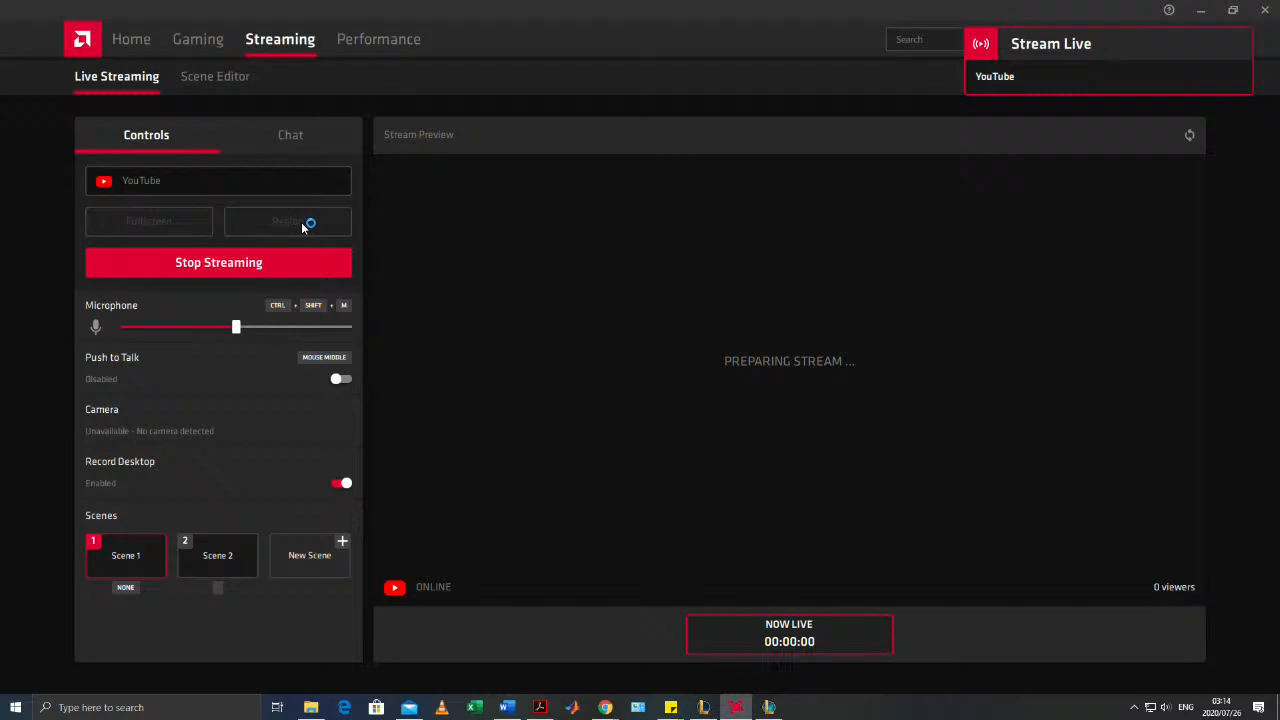 Home
Gaming
Streaming
Performance
Search
Stream Live
YouTube
Live Streaming
Scene Editor
Controls
Chat
Stream Preview
YouTube
Fullscreen
Stop Streaming
Microphone
CTRL + SHIFT + M
Push to Talk
MOUSE MIDDLE
Disabled
Camera
Unavailable - No camera detected
Record Desktop
Enabled
Scenes
1
Scene 1
2
Scene 2
New Scene
NONE
PREPARING STREAM ...
ONLINE
0 viewers
NOW LIVE
00:00:00
Type here to search
ENG
03:14
2020/07/26